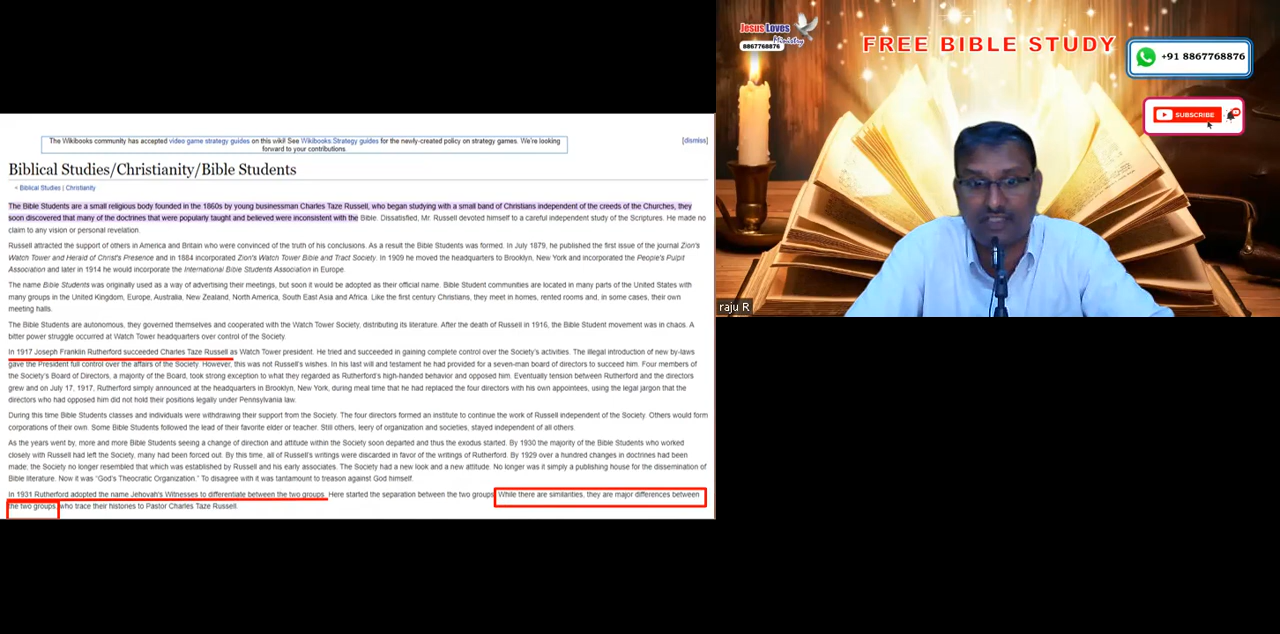 The Wikibooks community has accepted video game strategy guides on this wiki! See Wikibooks:Strategy guides for the newly-created policy on strategy games. We're looking
forward to your contributions.
[dismiss]
Biblical Studies/Christianity/Bible Students
< Biblical Studies | Christianity
The Bible Students are a small religious body founded in the 1860s by young businessman Charles Taze Russell, who began studying with a small band of Christians independent of the creeds of the Churches, they
soon discovered that many of the doctrines that were popularly taught and believed were inconsistent with the Bible. Dissatisfied, Mr. Russell devoted himself to a careful independent study of the Scriptures. He made no
claim to any vision or personal revelation.
Russell attracted the support of others in America and Britain who were convinced of the truth of his conclusions. As a result the Bible Students was formed. In July 1879, he published the first issue of the journal Zion's
Watch Tower and Herald of Christ's Presence and in 1884 incorporated Zion's Watch Tower Bible and Tract Society. In 1909 he moved the headquarters to Brooklyn, New York and incorporated the People's Pulpit
Association and later in 1914 he would incorporate the International Bible Students Association in Europe.
The name Bible Students was originally used as a way of advertising their meetings, but soon it would be adopted as their official name. Bible Student communities are located in many parts of the United States with
many groups in the United Kingdom, Europe, Australia, New Zealand, North America, South East Asia and Africa. Like the first century Christians, they meet in homes, rented rooms and, in some cases, their own
meeting halls.
The Bible Students are autonomous, they governed themselves and cooperated with the Watch Tower Society, distributing its literature. After the death of Russell in 1916, the Bible Student movement was in chaos. A
bitter power struggle occurred at Watch Tower headquarters over control of the Society.
In 1917 Joseph Franklin Rutherford succeeded Charles Taze Russell as Watch Tower president. He tried and succeeded in gaining complete control over the Society's activities. The illegal introduction of new by-laws
gave the President full control over the affairs of the Society. However, this was not Russell's wishes. In his last will and testament he had provided for a seven-man board of directors to succeed him. Four members of
the Society's Board of Directors, a majority of the Board, took strong exception to what they regarded as Rutherford's high-handed behavior and opposed him. Eventually tension between Rutherford and the directors
grew and on July 17, 1917, Rutherford simply announced at the headquarters in Brooklyn, New York, during meal time that he had replaced the four directors with his own appointees, using the legal jargon that the
directors who had opposed him did not hold their positions legally under Pennsylvania law.
During this time Bible Students classes and individuals were withdrawing their support from the Society. The four directors formed an institute to continue the work of Russell independent of the Society. Others would form
corporations of their own. Some Bible Students followed the lead of their favorite elder or teacher. Still others, leery of organization and societies, stayed independent of all others.
As the years went by, more and more Bible Students seeing a change of direction and attitude within the Society soon departed and thus the exodus started. By 1930 the majority of the Bible Students who worked
closely with Russell had left the Society, many had been forced out. By this time, all of Russell's writings were discarded in favor of the writings of Rutherford. By 1929 over a hundred changes in doctrines had been
made; the Society no longer resembled that which was established by Russell and his early associates. The Society had a new look and a new attitude. No longer was it simply a publishing house for the dissemination of
Bible literature. Now it was "God's Theocratic Organization." To disagree with it was tantamount to treason against God himself.
In 1931 Rutherford adopted the name Jehovah's Witnesses to differentiate between the two groups. Here started the separation between the two groups. While there are similarities, they are major differences between
the two groups, who trace their histories to Pastor Charles Taze Russell.
Jesus Loves
Ministry
8867768876
FREE BIBLE STUDY
+91 8867768876
SUBSCRIBE
raju R